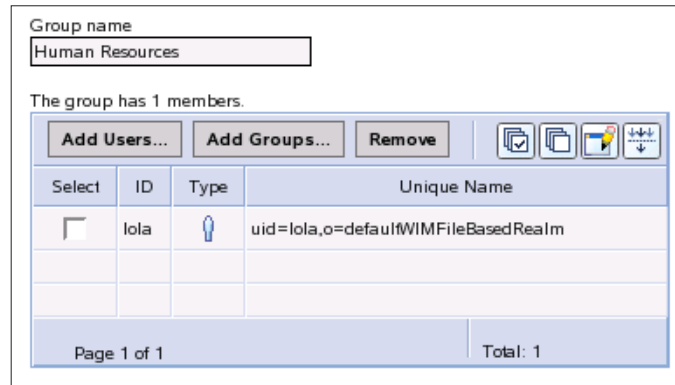 Group name
Human Resources
The group has 1 members.
Add Users... Add Groups... Remove
Select ID Type Unique Name
lola uid=lola,o=defaultWIMFileBasedRealm
Page 1 of 1 Total: 1